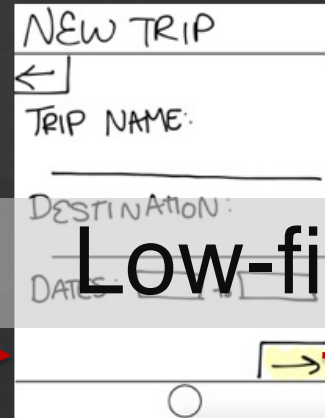 NEW TRIP
←
TRIP NAME:
DESTINATION:
Low-fi
DATES: →
→